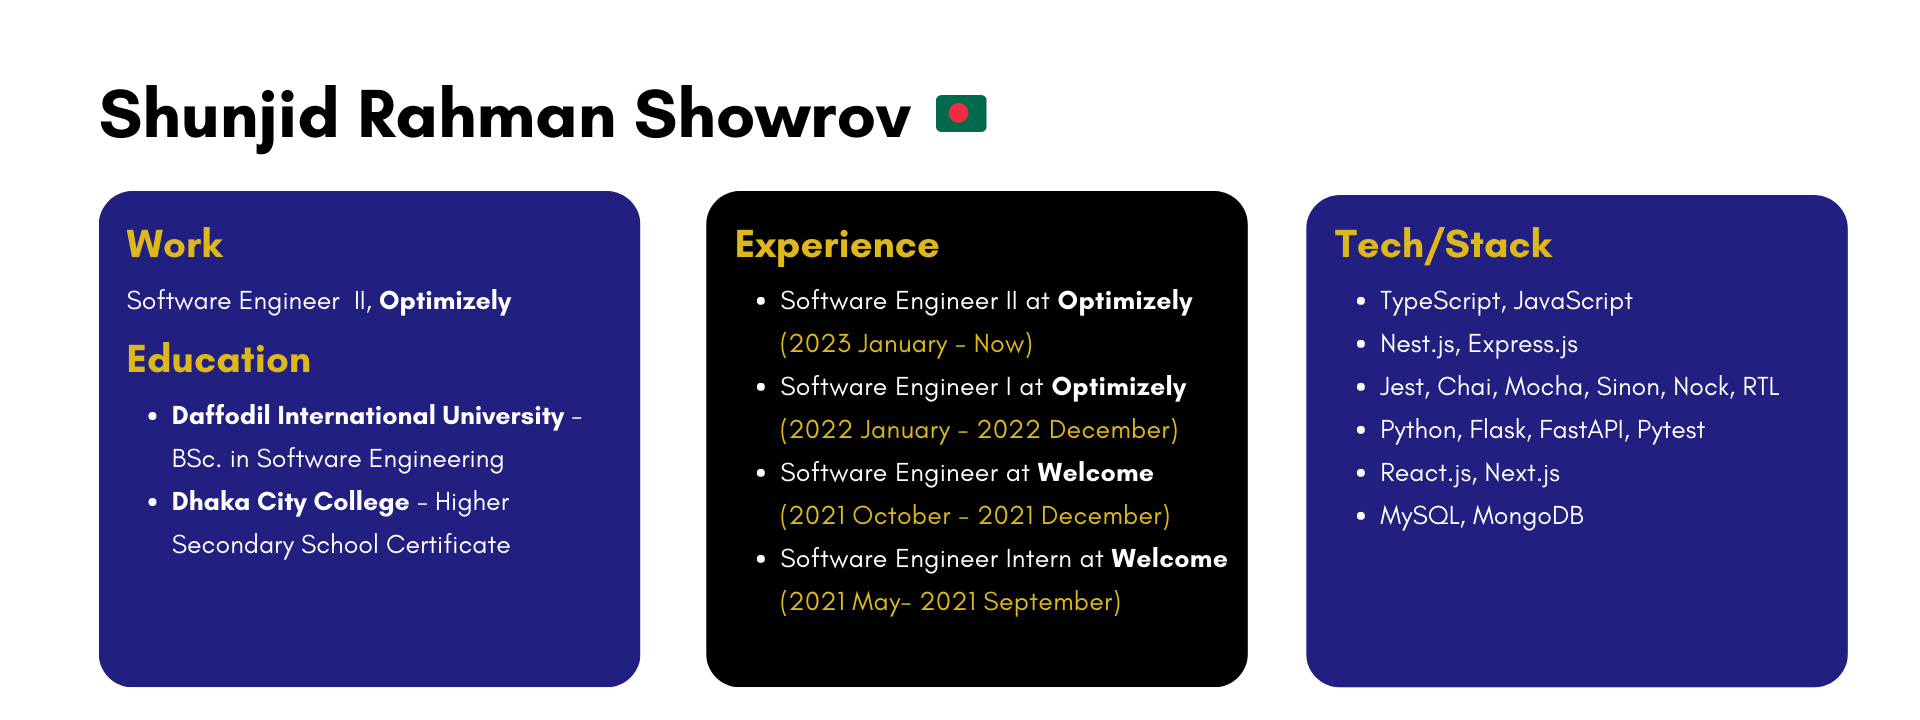 Shunjid Rahman Showrov
Work
Software Engineer II, Optimizely
Education
• Daffodil International University -
BSc. in Software Engineering
• Dhaka City College - Higher
Secondary School Certificate
Experience
• Software Engineer II at Optimizely
(2023 January - Now)
• Software Engineer I at Optimizely
(2022 January - 2022 December)
• Software Engineer at Welcome
(2021 October - 2021 December)
• Software Engineer Intern at Welcome
(2021 May- 2021 September)
Tech/Stack
• TypeScript, JavaScript
• Nest.js, Express.js
• Jest, Chai, Mocha, Sinon, Nock, RTL
• Python, Flask, FastAPI, Pytest
• React.js, Next.js
• MySQL, MongoDB